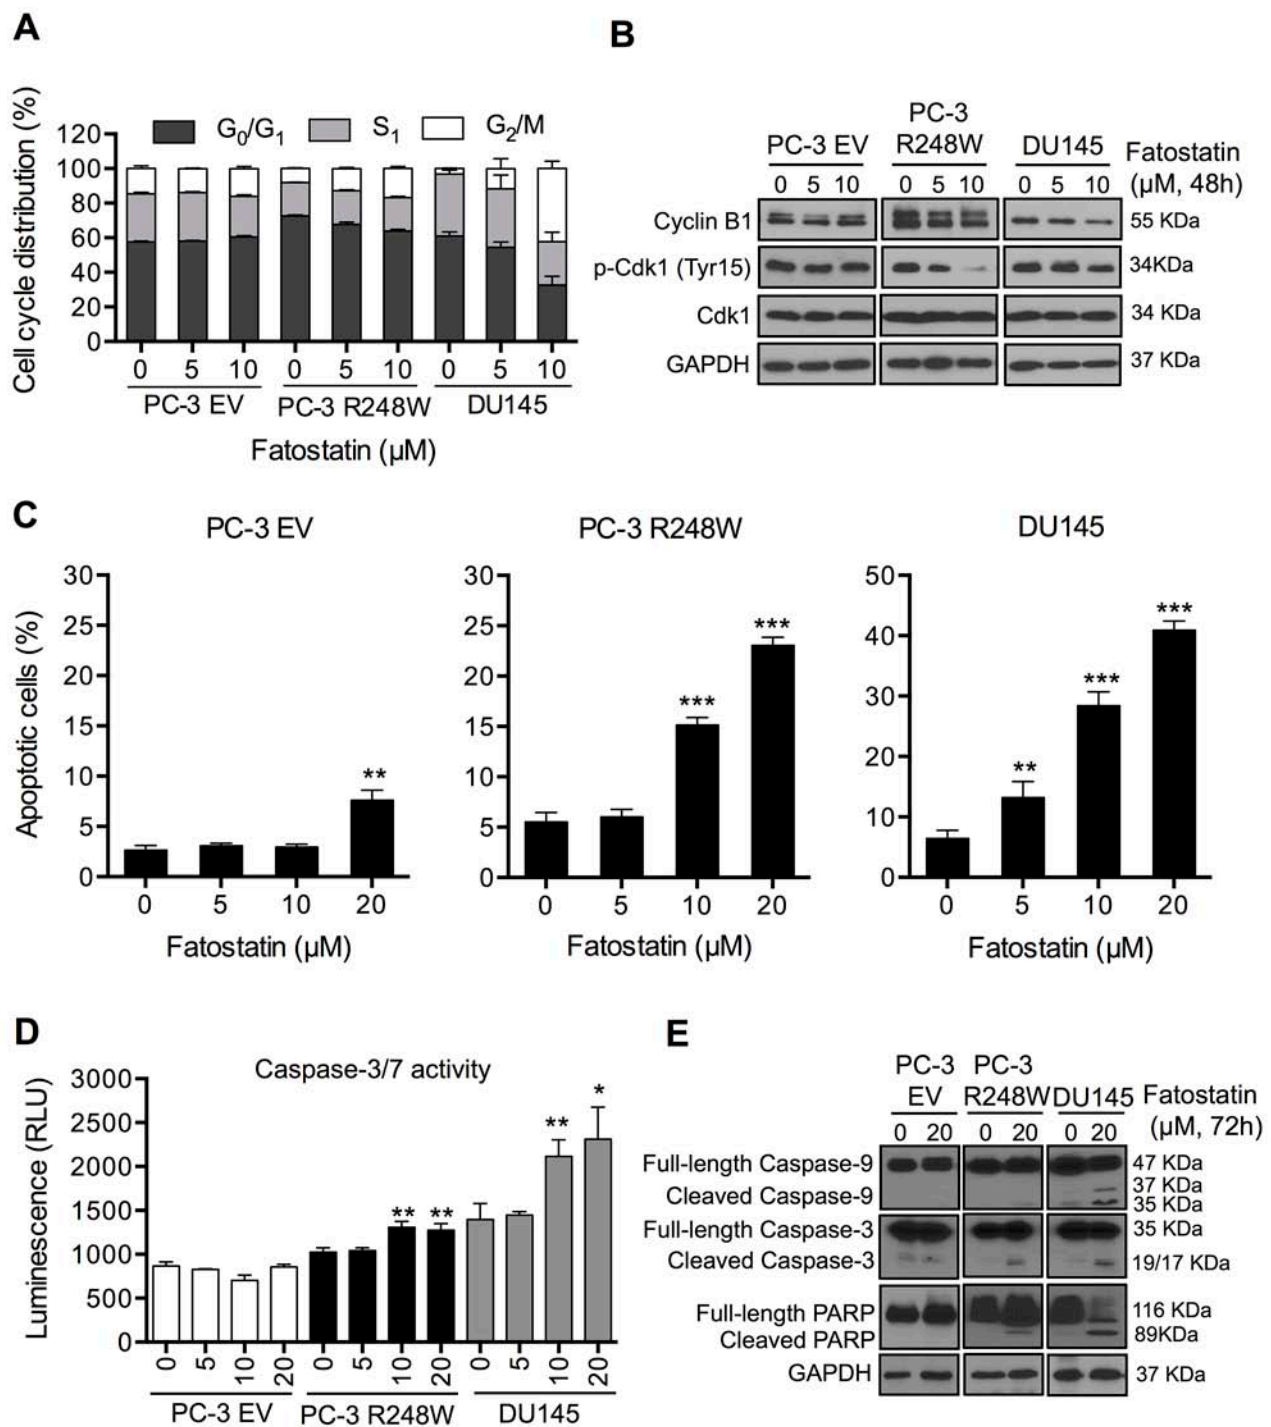 A
Cell cycle distribution (%)
120
100
80
60
40
20
0
G0/G1 S1 G2/M
0 5 10 0 5 10 0 5 10
PC-3 EV PC-3 R248W DU145
Fatostatin (µM)
B
PC-3 EV PC-3 R248W DU145 Fatostatin
0 5 10 0 5 10 0 5 10 (µM, 48h)
Cyclin B1 55 KDa
p-Cdk1 (Tyr15) 34KDa
Cdk1 34 KDa
GAPDH 37 KDa
C
Apoptotic cells (%)
PC-3 EV
30
25
20
15
10
5
0
**
0 5 10 20
Fatostatin (µM)
PC-3 R248W
30
25
20
15
10
5
0
*** ***
0 5 10 20
Fatostatin (µM)
DU145
50
40
30
20
10
0
** *** ***
0 5 10 20
Fatostatin (µM)
D
Caspase-3/7 activity
Luminescence (RLU)
3000
2500
2000
1500
1000
500
0
** ** ** *
0 5 10 20 0 5 10 20 0 5 10 20
PC-3 EV PC-3 R248W DU145
E
PC-3 PC-3
EV R248W DU145 Fatostatin
0 20 0 20 0 20 (µM, 72h)
Full-length Caspase-9 47 KDa
37 KDa
Cleaved Caspase-9 35 KDa
Full-length Caspase-3 35 KDa
Cleaved Caspase-3 19/17 KDa
Full-length PARP 116 KDa
Cleaved PARP 89KDa
GAPDH 37 KDa